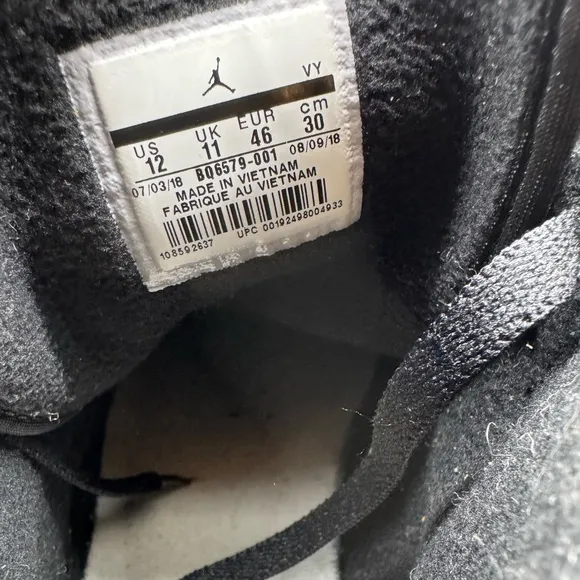 VY
US UK EUR cm
12 11 46 30
07/03/18 BQ6579-001 08/09/18
MADE IN VIETNAM
FABRIQUE AU VIETNAM
108592637 UPC 00192498004933